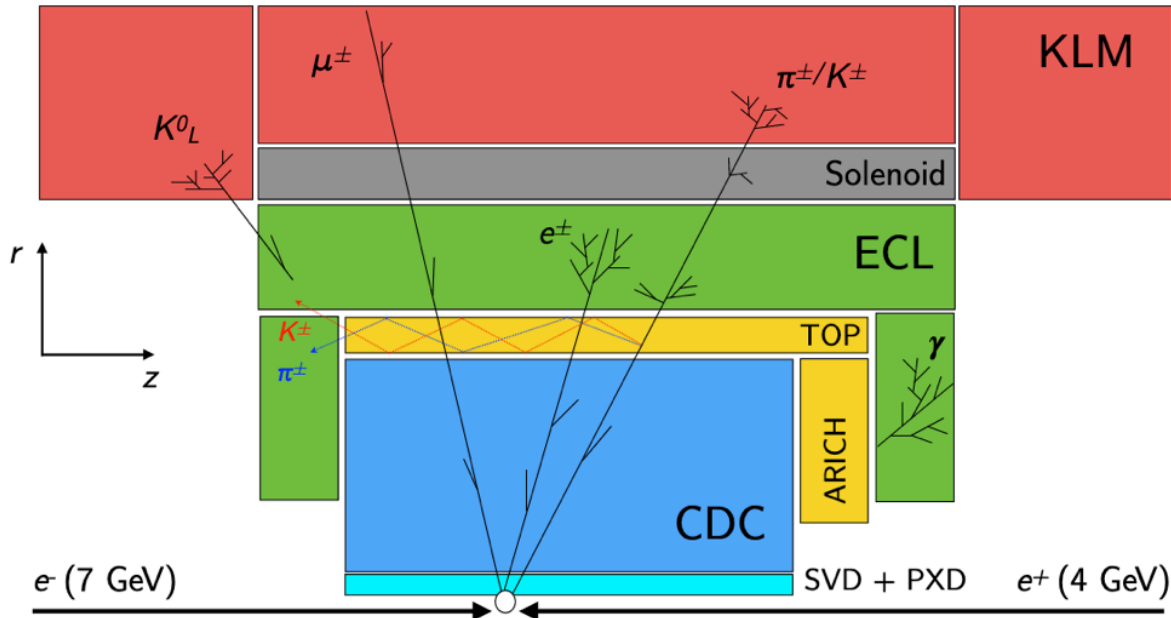 μ±
π±/K±
KLM
K⁰L
Solenoid
e±
ECL
r
K±
TOP
π±
z
γ
ARICH
CDC
e⁻ (7 GeV)
SVD + PXD
e⁺ (4 GeV)